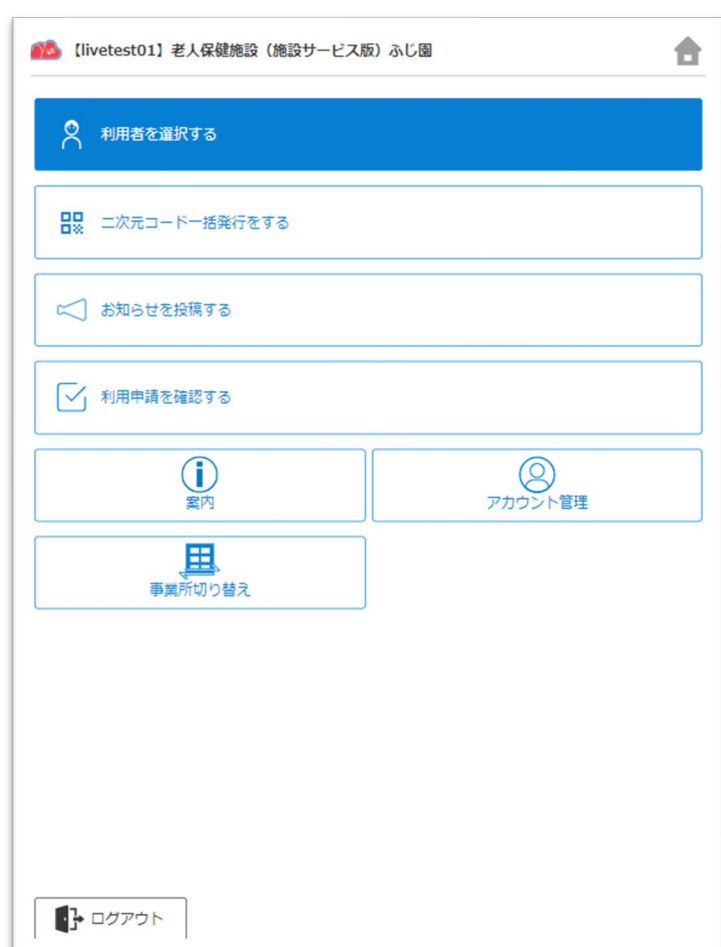 【livetest01】老人保健施設（施設サービス版）ふじ園
利用者を選択する
二次元コード一括発行をする
お知らせを投稿する
利用申請を確認する
案内
アカウント管理
事業所切り替え
ログアウト